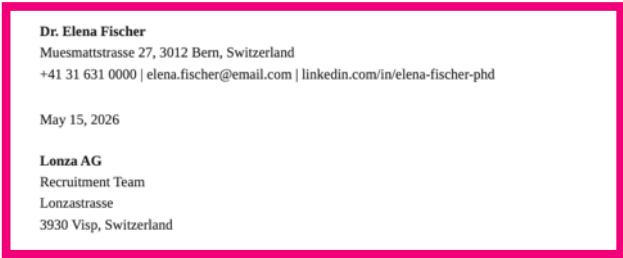 Dr. Elena Fischer
Muesmattstrasse 27, 3012 Bern, Switzerland
+41 31 631 0000 | elena.fischer@email.com | linkedin.com/in/elena-fischer-phd
May 15, 2026
Lonza AG
Recruitment Team
Lonzastrasse
3930 Visp, Switzerland